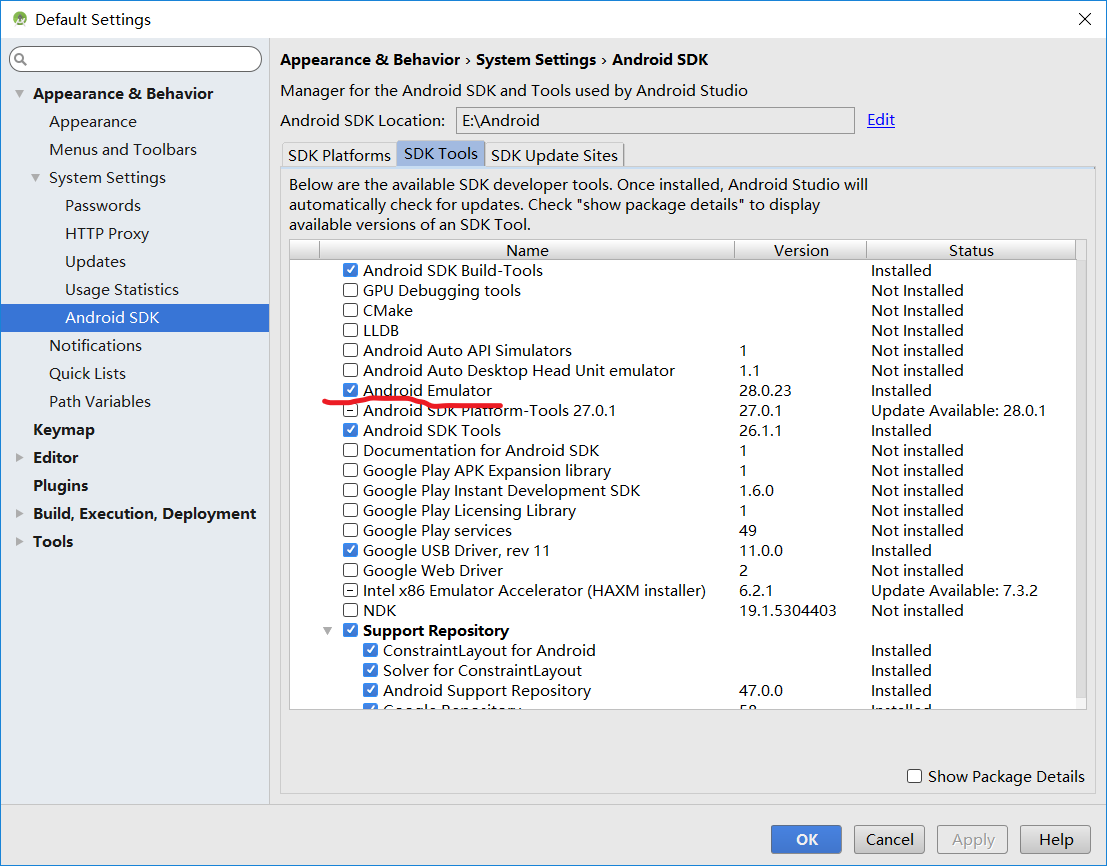 Default Settings
Appearance & Behavior
Appearance
Menus and Toolbars
System Settings
Passwords
HTTP Proxy
Updates
Usage Statistics
Android SDK
Notifications
Quick Lists
Path Variables
Keymap
Editor
Plugins
Build, Execution, Deployment
Tools
Appearance & Behavior › System Settings › Android SDK
Manager for the Android SDK and Tools used by Android Studio
Android SDK Location: E:\Android Edit
SDK Platforms SDK Tools SDK Update Sites
Below are the available SDK developer tools. Once installed, Android Studio will
automatically check for updates. Check "show package details" to display
available versions of an SDK Tool.
Name Version Status
Android SDK Build-Tools Installed
GPU Debugging tools Not Installed
CMake Not Installed
LLDB Not Installed
Android Auto API Simulators 1 Not installed
Android Auto Desktop Head Unit emulator 1.1 Not installed
Android Emulator 28.0.23 Installed
Android SDK Platform-Tools 27.0.1 27.0.1 Update Available: 28.0.1
Android SDK Tools 26.1.1 Installed
Documentation for Android SDK 1 Not installed
Google Play APK Expansion library 1 Not installed
Google Play Instant Development SDK 1.6.0 Not installed
Google Play Licensing Library 1 Not installed
Google Play services 49 Not installed
Google USB Driver, rev 11 11.0.0 Installed
Google Web Driver 2 Not installed
Intel x86 Emulator Accelerator (HAXM installer) 6.2.1 Update Available: 7.3.2
NDK 19.1.5304403 Not installed
Support Repository
ConstraintLayout for Android Installed
Solver for ConstraintLayout Installed
Android Support Repository 47.0.0 Installed
Google Repository 58 Installed
Show Package Details
OK Cancel Apply Help